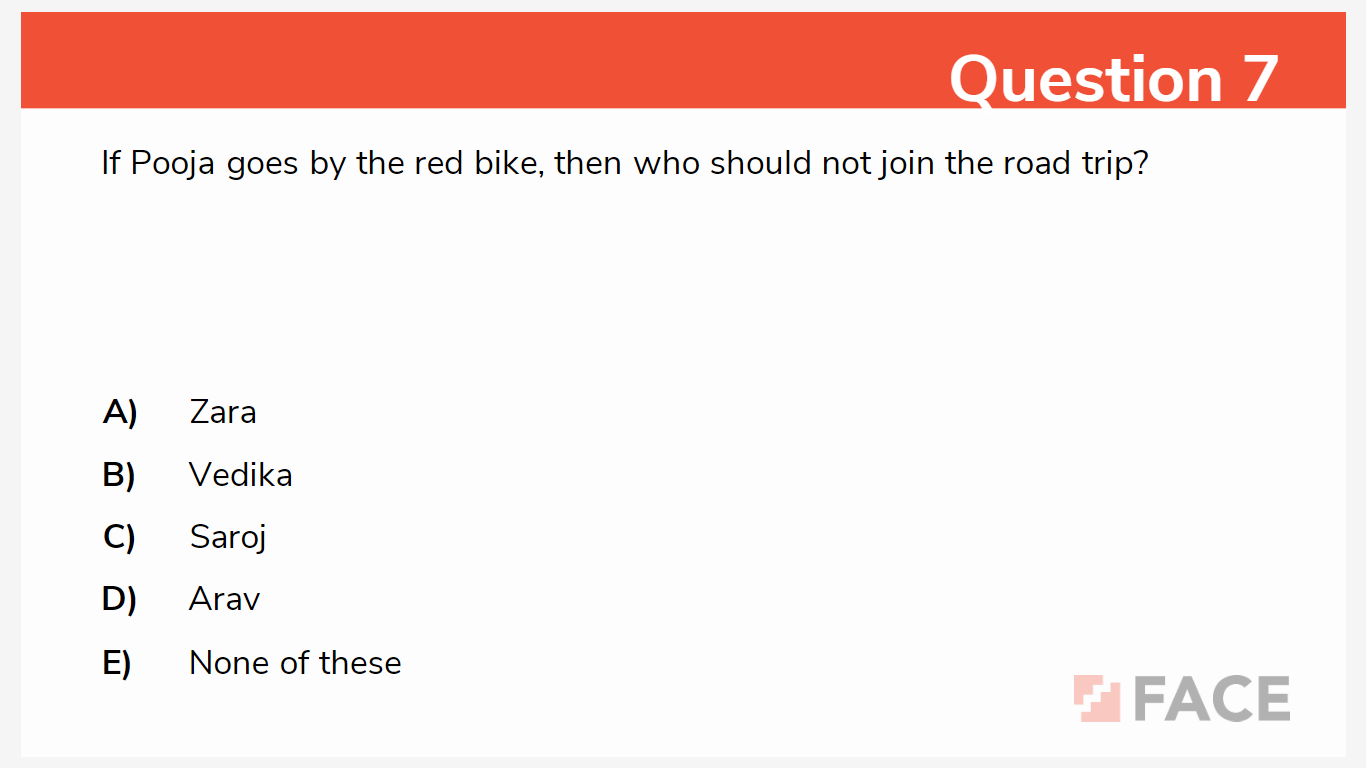 Question 7
If Pooja goes by the red bike, then who should not join the road trip?
A) Zara
B) Vedika
C) Saroj
D) Arav
E) None of these
FACE